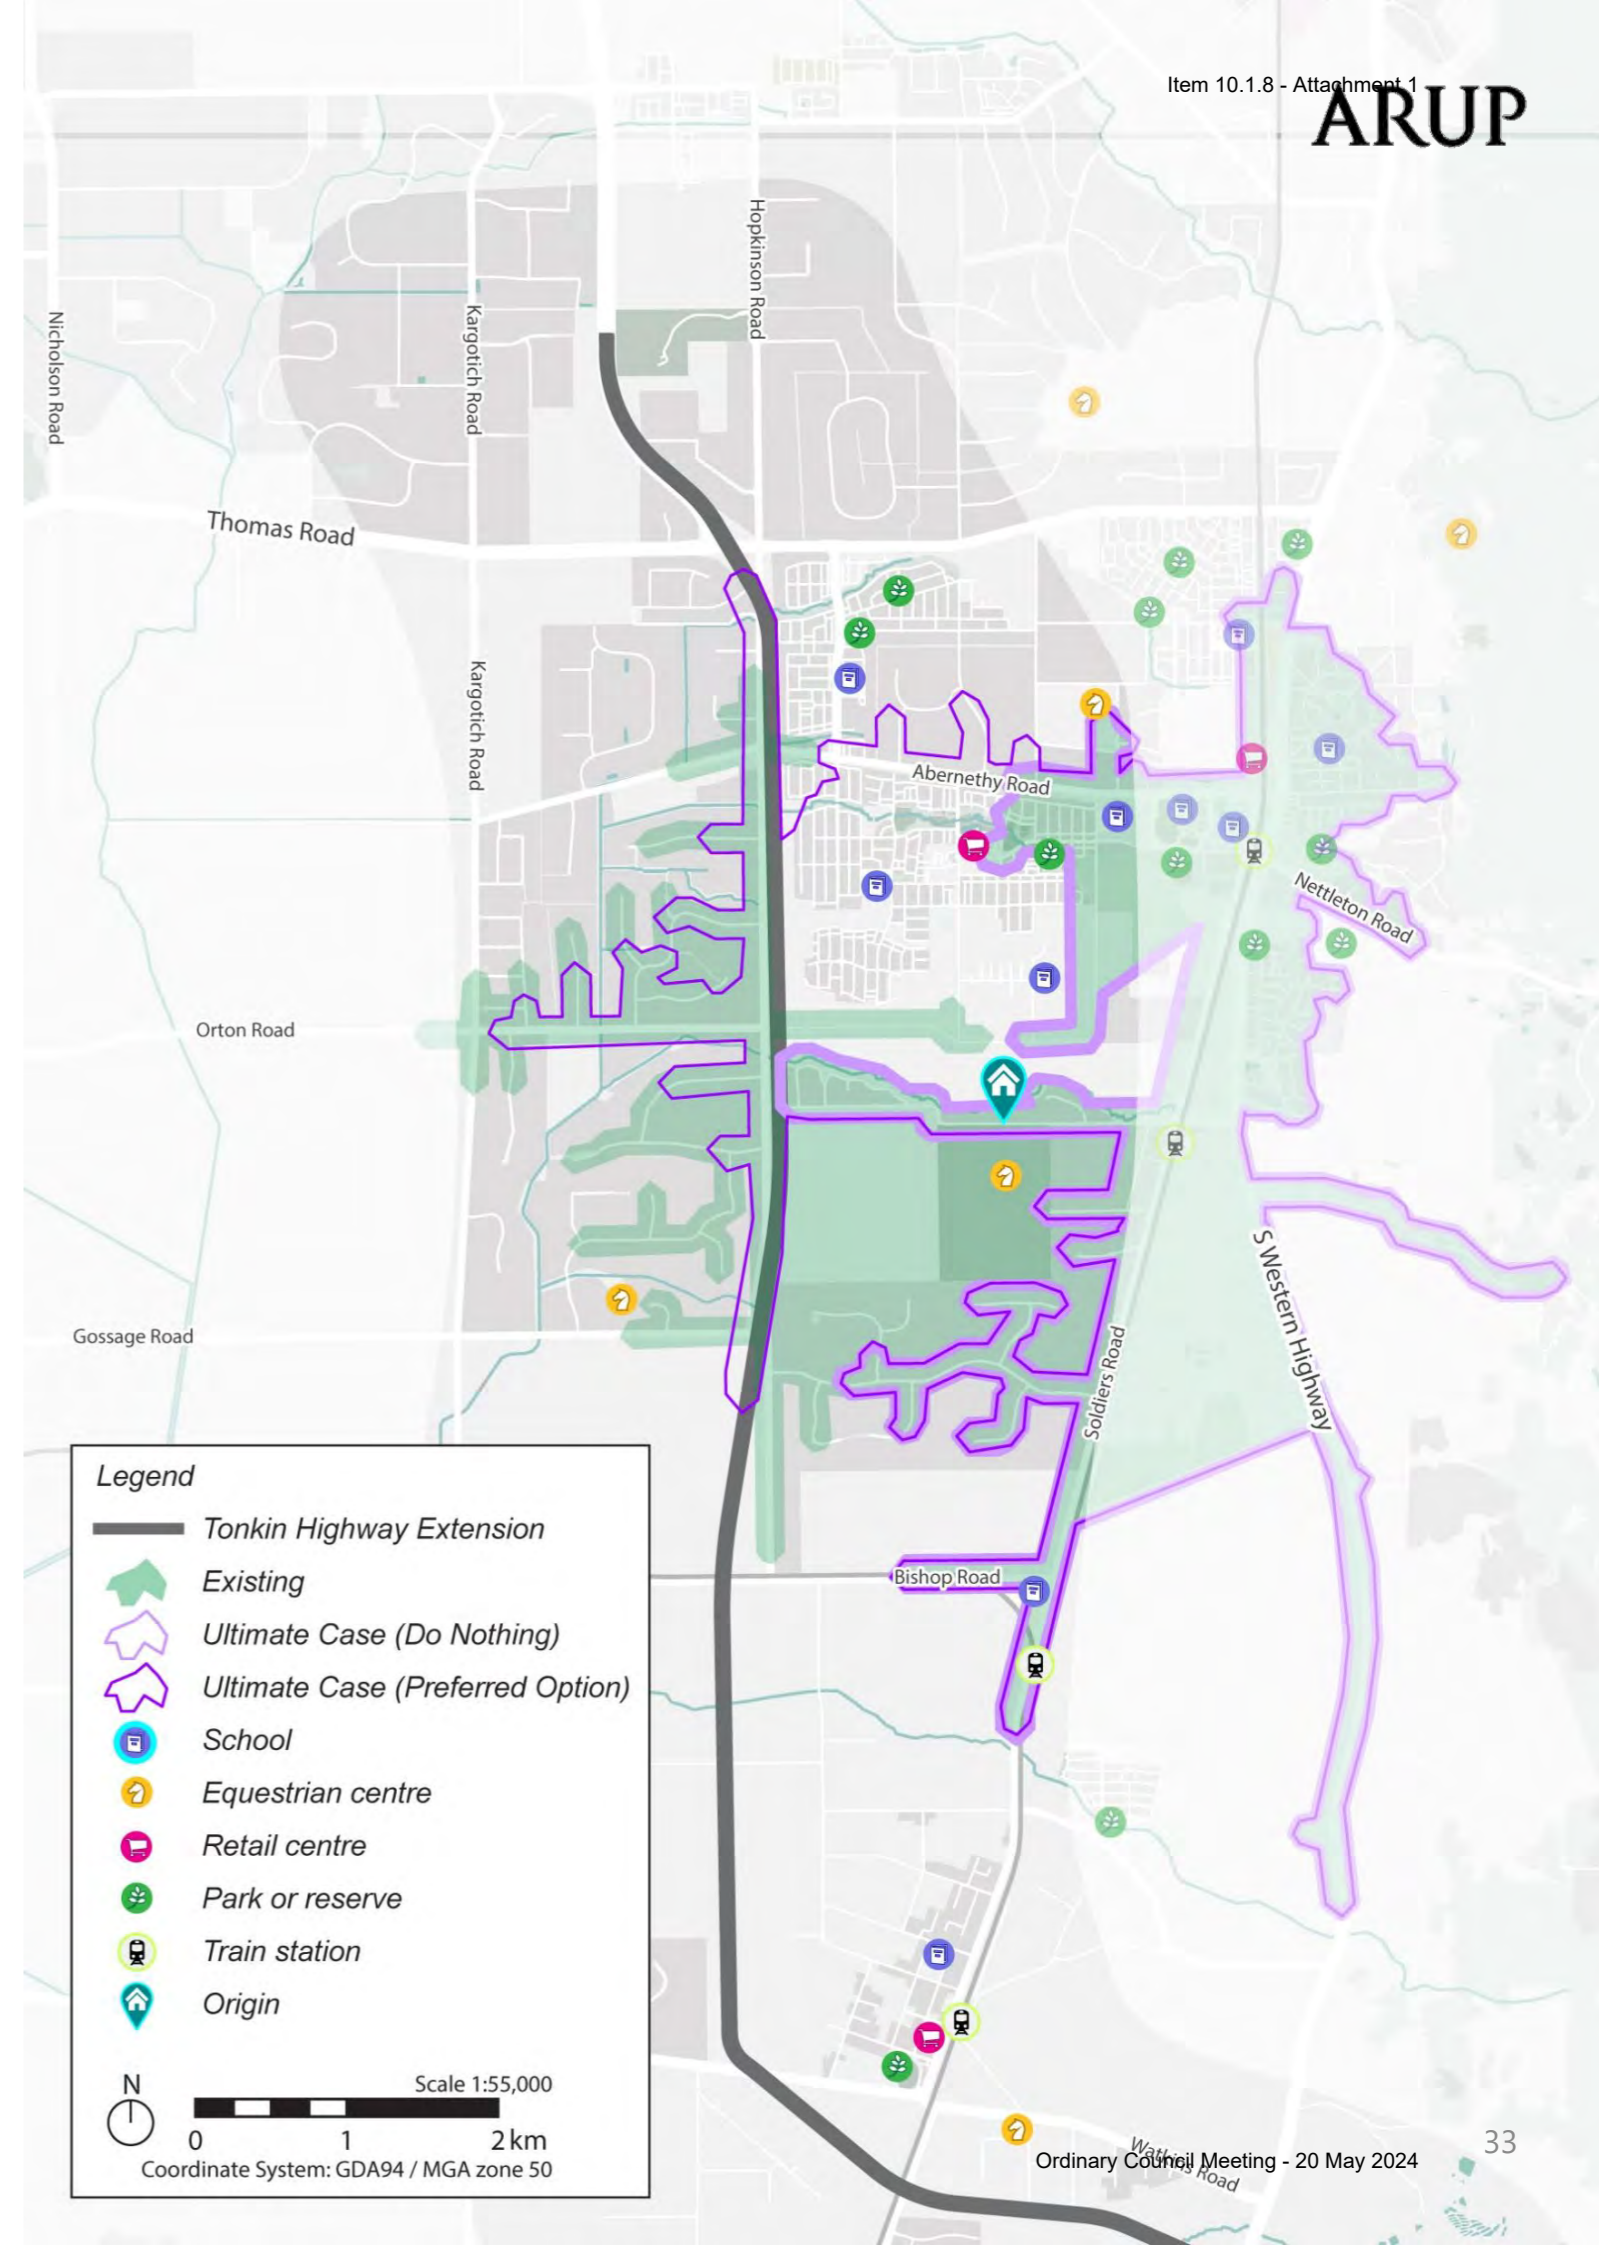 Item 10.1.8 - Attachment 1
ARUP
Hopkinson Road
Kargotich Road
Nicholson Road
Thomas Road
Kargotich Road
Abernethy Road
Nettleton Road
Orton Road
S Western Highway
Gossage Road
Soldiers Road
Bishop Road
Legend
Tonkin Highway Extension
Existing
Ultimate Case (Do Nothing)
Ultimate Case (Preferred Option)
School
Equestrian centre
Retail centre
Park or reserve
Train station
Origin
N
Scale 1:55,000
0 1 2 km
Coordinate System: GDA94 / MGA zone 50
Watkins Road
33
Ordinary Council Meeting - 20 May 2024